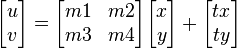 [u v] = [m1 m2 m3 m4] [x y] + [tx ty]